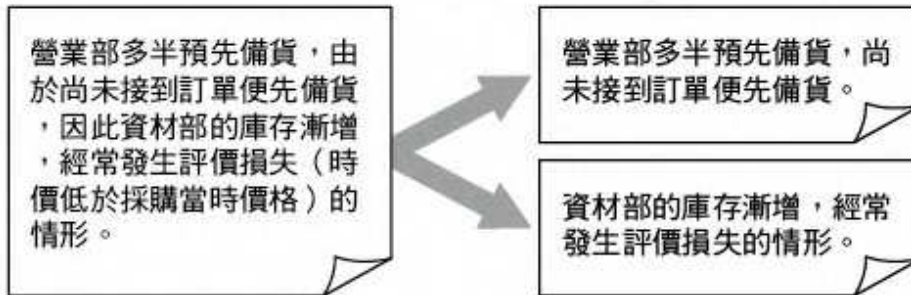 營業部多半預先備貨，由
於尚未接到訂單便先備貨
，因此資材部的庫存漸增
，經常發生評價損失（時
價低於採購當時價格）的
情形。
營業部多半預先備貨，尚
未接到訂單便先備貨。
資材部的庫存漸增，經常
發生評價損失的情形。